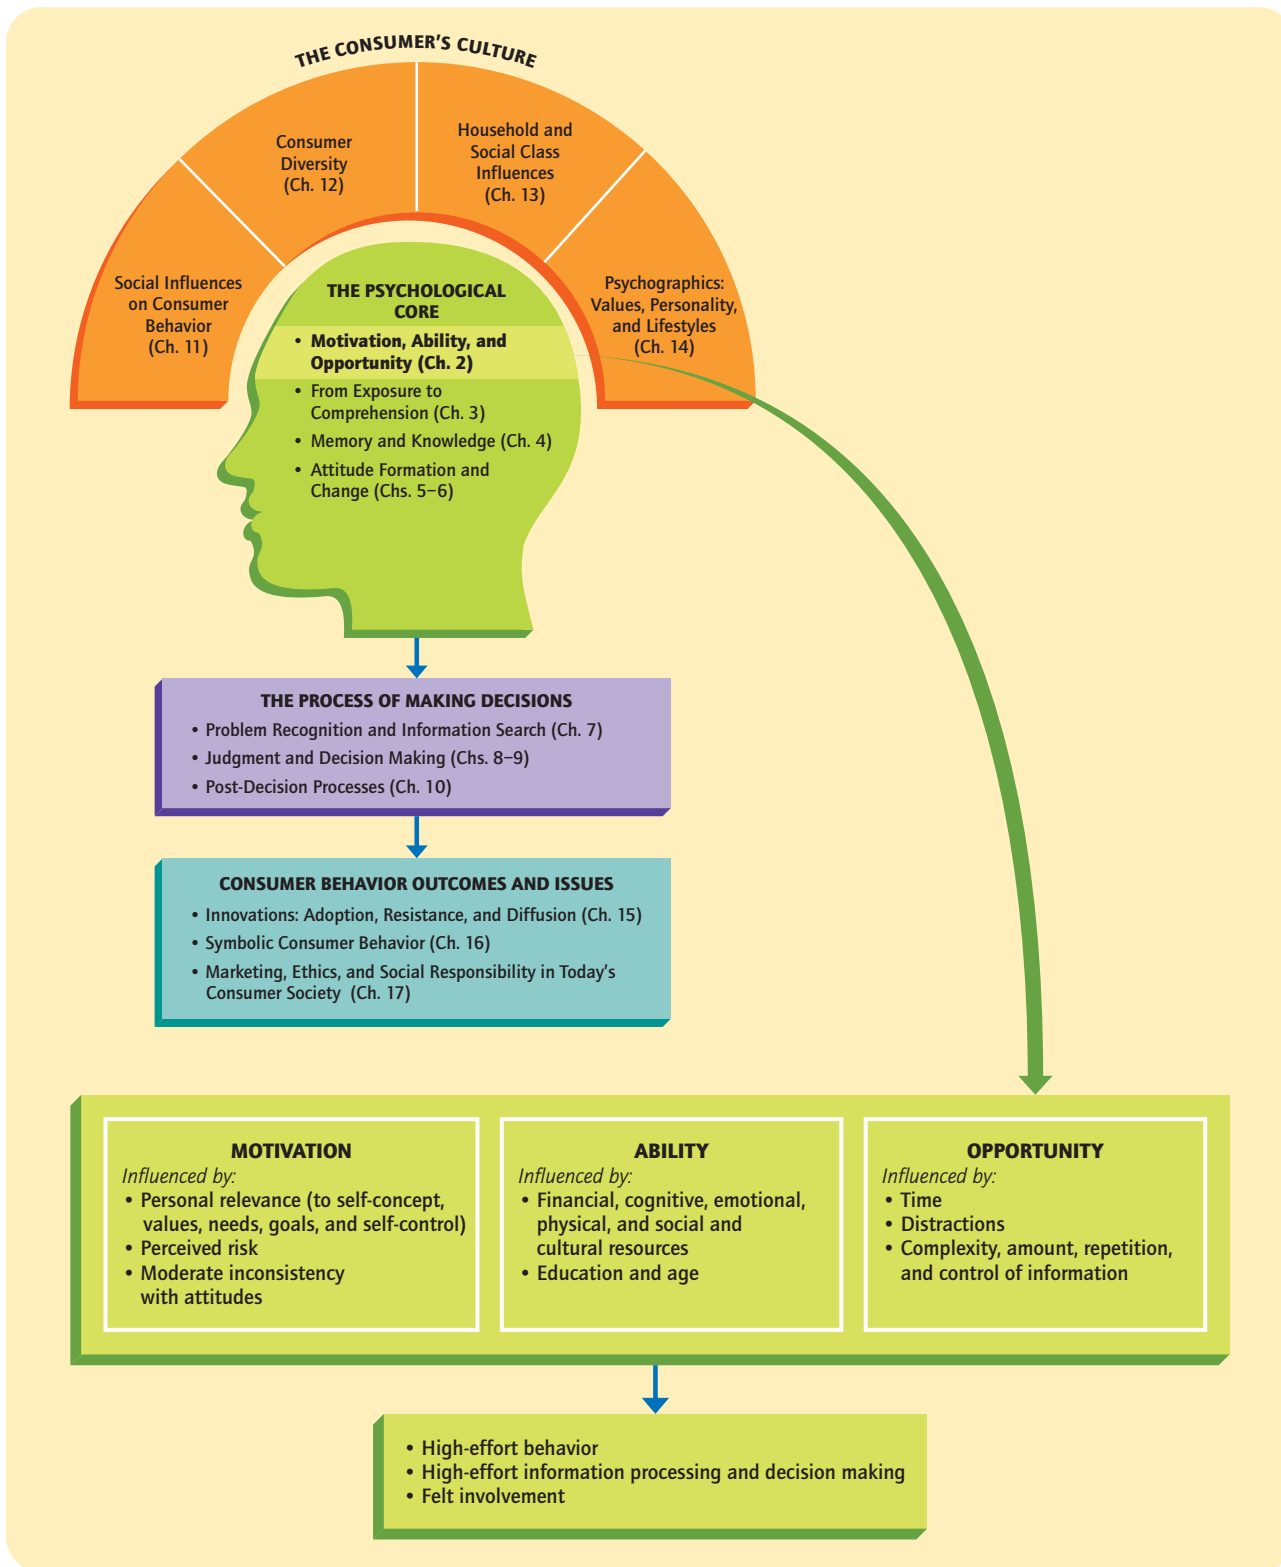 THE CONSUMER’S CULTURE
Social Influences
on Consumer
Behavior
(Ch. 11)
Consumer
Diversity
(Ch. 12)
Household and
Social Class
Influences
(Ch. 13)
Psychographics:
Values, Personality,
and Lifestyles
(Ch. 14)
THE PSYCHOLOGICAL
CORE
• Motivation, Ability, and
Opportunity (Ch. 2)
• From Exposure to
Comprehension (Ch. 3)
• Memory and Knowledge (Ch. 4)
• Attitude Formation and
Change (Chs. 5–6)
THE PROCESS OF MAKING DECISIONS
• Problem Recognition and Information Search (Ch. 7)
• Judgment and Decision Making (Chs. 8–9)
• Post-Decision Processes (Ch. 10)
CONSUMER BEHAVIOR OUTCOMES AND ISSUES
• Innovations: Adoption, Resistance, and Diffusion (Ch. 15)
• Symbolic Consumer Behavior (Ch. 16)
• Marketing, Ethics, and Social Responsibility in Today’s
Consumer Society (Ch. 17)
MOTIVATION
Influenced by:
• Personal relevance (to self-concept,
values, needs, goals, and self-control)
• Perceived risk
• Moderate inconsistency
with attitudes
ABILITY
Influenced by:
• Financial, cognitive, emotional,
physical, and social and
cultural resources
• Education and age
OPPORTUNITY
Influenced by:
• Time
• Distractions
• Complexity, amount, repetition,
and control of information
• High-effort behavior
• High-effort information processing and decision making
• Felt involvement